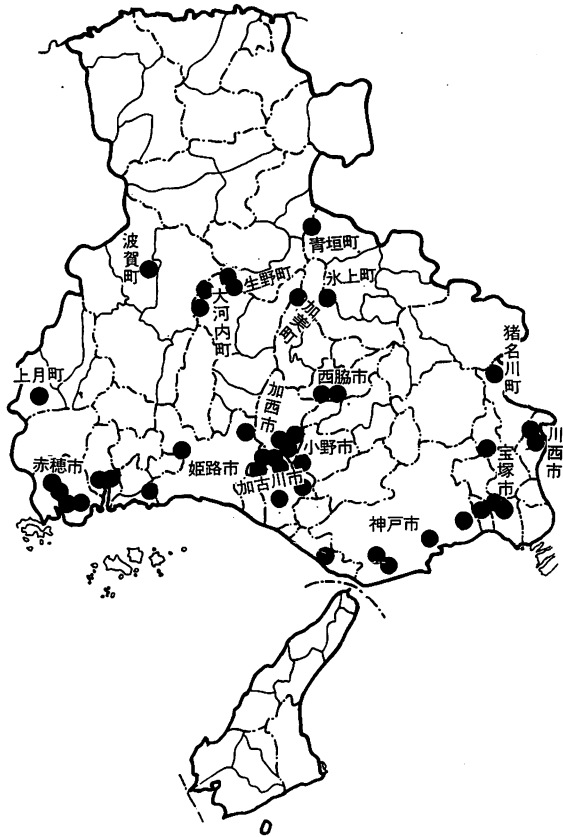 青垣町
波賀町
生野町
氷上町
大河内町
加美町
猪名川町
上月町
西脇市
加西市
川西市
小野市
宝塚市
赤穂市
姫路市
加古川市
神戸市